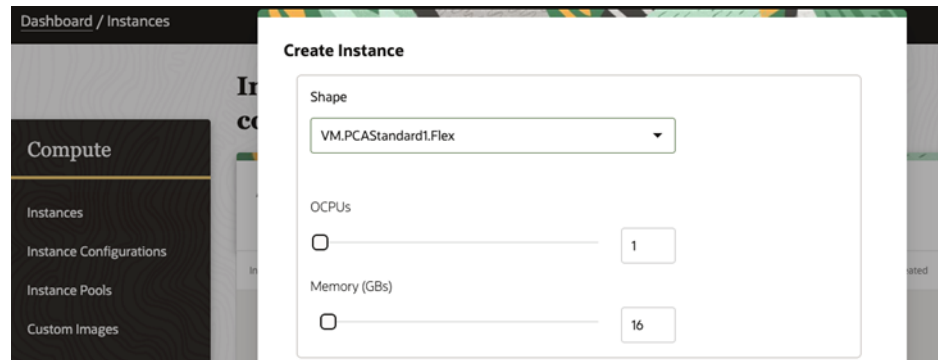 Dashboard / Instances
Create Instance
Shape
VM.PCAStandard1.Flex
Compute
OCPUs
1
Instances
Instance Configurations
Memory (GBs)
Instance Pools
16
Custom Images